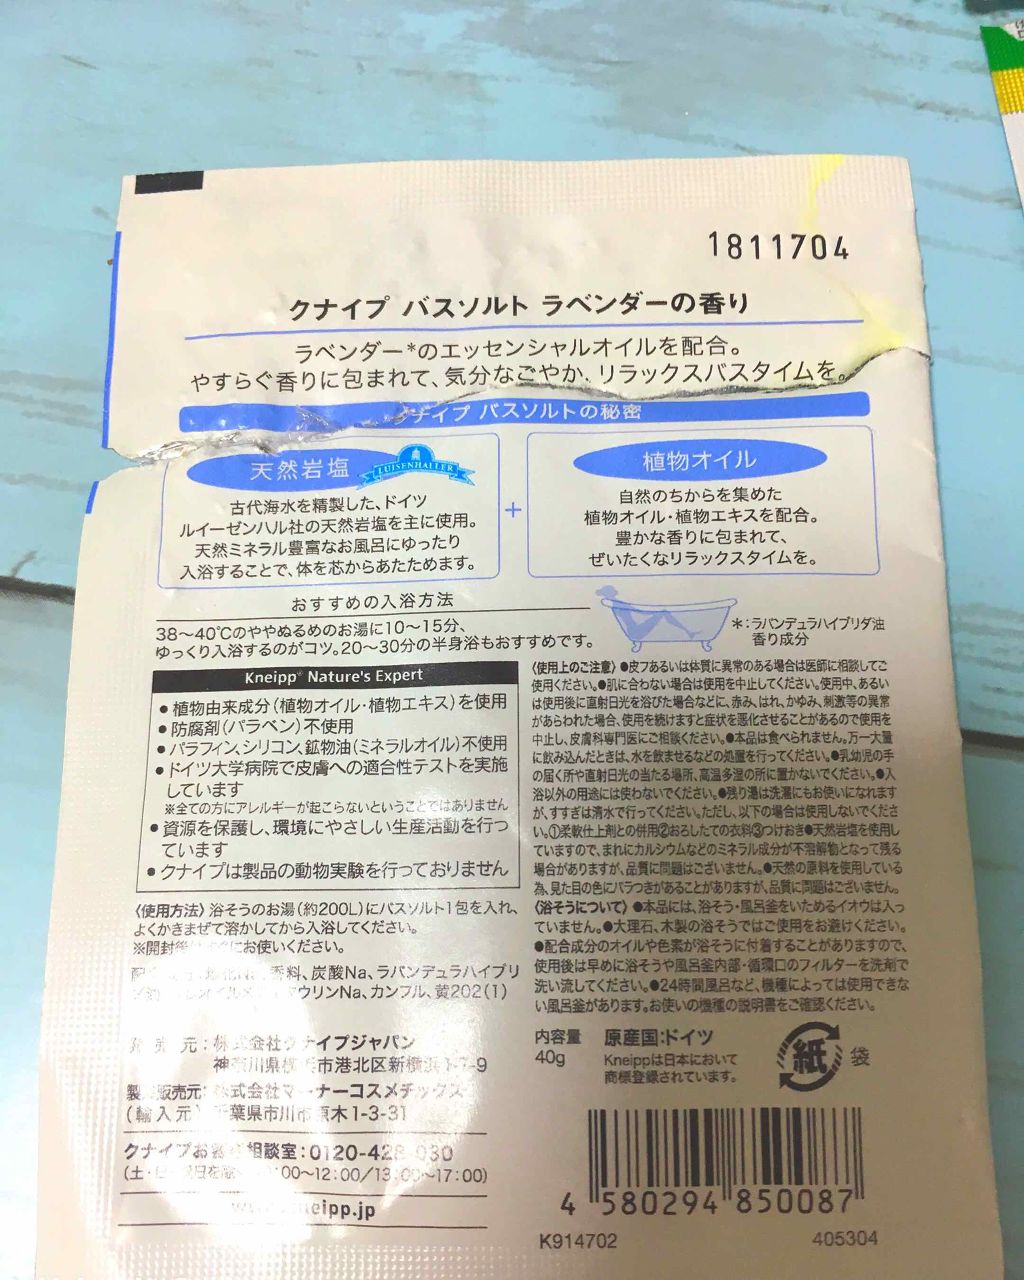 1811704
クナイプ バスソルト ラベンダーの香り
ラベンダー*のエッセンシャルオイルを配合。
やすらぐ香りに包まれて、気分なごやか、リラックスバスタイムを。
ナイプ バスソルトの秘密
天然岩塩
LUISENHALLER
古代海水を精製した、ドイツ
ルイーゼンハル社の天然岩塩を主に使用。
天然ミネラル豊富なお風呂にゆったり
入浴することで、体を芯からあたためます。
+
植物オイル
自然のちからを集めた
植物オイル・植物エキスを配合。
豊かな香りに包まれて、
ぜいたくなリラックスタイムを。
おすすめの入浴方法
38〜40℃のややぬるめのお湯に10〜15分、
ゆっくり入浴するのがコツ。20〜30分の半身浴もおすすめです。
*:ラバンデュラハイブリダ油
香り成分
Kneipp® Nature's Expert
●植物由来成分(植物オイル・植物エキス)を使用
●防腐剤(パラベン)不使用
●パラフィン、シリコン、鉱物油(ミネラルオイル)不使用
●ドイツ大学病院で皮膚への適合性テストを実施
しています
※全ての方にアレルギーが起こらないということではありません
●資源を保護し、環境にやさしい生産活動を行っ
ています
●クナイプは製品の動物実験を行っておりません
〈使用方法〉浴そうのお湯(約200L)にバスソルト1包を入れ、
よくかきまぜて溶かしてから入浴してください。
※開封後 にお使いください。
香料、炭酸Na、ラバンデュラハイブリ
ウリンNa、カンフル、黄202(1)
元:株式会社クナイプジャパン
神奈川県横 市港北区新横浜 -9
製 販売元:株式会社マーナーコスメチックス
(輸入元) 千葉県市川市原木1-3-31
クナイプお客 相談室:0120-428-030
(土・日・祝日を除 :00〜12:00/13:00〜17:00)
neipp.jp
〈使用上のご注意〉●皮フあるいは体質に異常のある場合は医師に相談してご
使用ください。●肌に合わない場合は使用を中止してください。使用中、あるい
は使用後に直射日光を浴びた場合などに、赤み、はれ、かゆみ、刺激等の異常
があらわれた場合、使用を続けますと症状を悪化させることがあるので使用を
中止し、皮膚科専門医にご相談ください。●本品は食べられません。万一大量
に飲み込んだときは、水を飲ませるなどの処置を行ってください。●乳幼児の手
の届く所や直射日光の当たる場所、高温多湿の所に置かないでください。●入
浴以外の用途には使わないでください。●残り湯は洗濯にもお使いになれます
が、すすぎは清水で行ってください。ただし、以下の場合は使用しないでくださ
い。①柔軟仕上剤との併用②おろしたての衣料③つけおき●天然岩塩を使用し
ていますので、まれにカルシウムなどのミネラル成分が不溶解物となって残る
場合がありますが、品質に問題はございません。●天然の原料を使用している
為、見た目の色にバラつきがあることがありますが、品質に問題はございません。
〈浴そうについて〉●本品には、浴そう・風呂釜をいためるイオウは入っ
ていません。●大理石、木製の浴そうではご使用をお避けください。
●配合成分のオイルや色素が浴そうに付着することがありますので、
使用後は早めに浴そうや風呂釜内部・循環口のフィルターを洗剤で
洗い流してください。●24時間風呂など、機種によっては使用できな
い風呂釜があります。お使いの機種の説明書をご確認ください。
内容量
40g
原産国:ドイツ
Kneippは日本において
商標登録されています。
紙
袋
4 580294 850087
K914702
405304